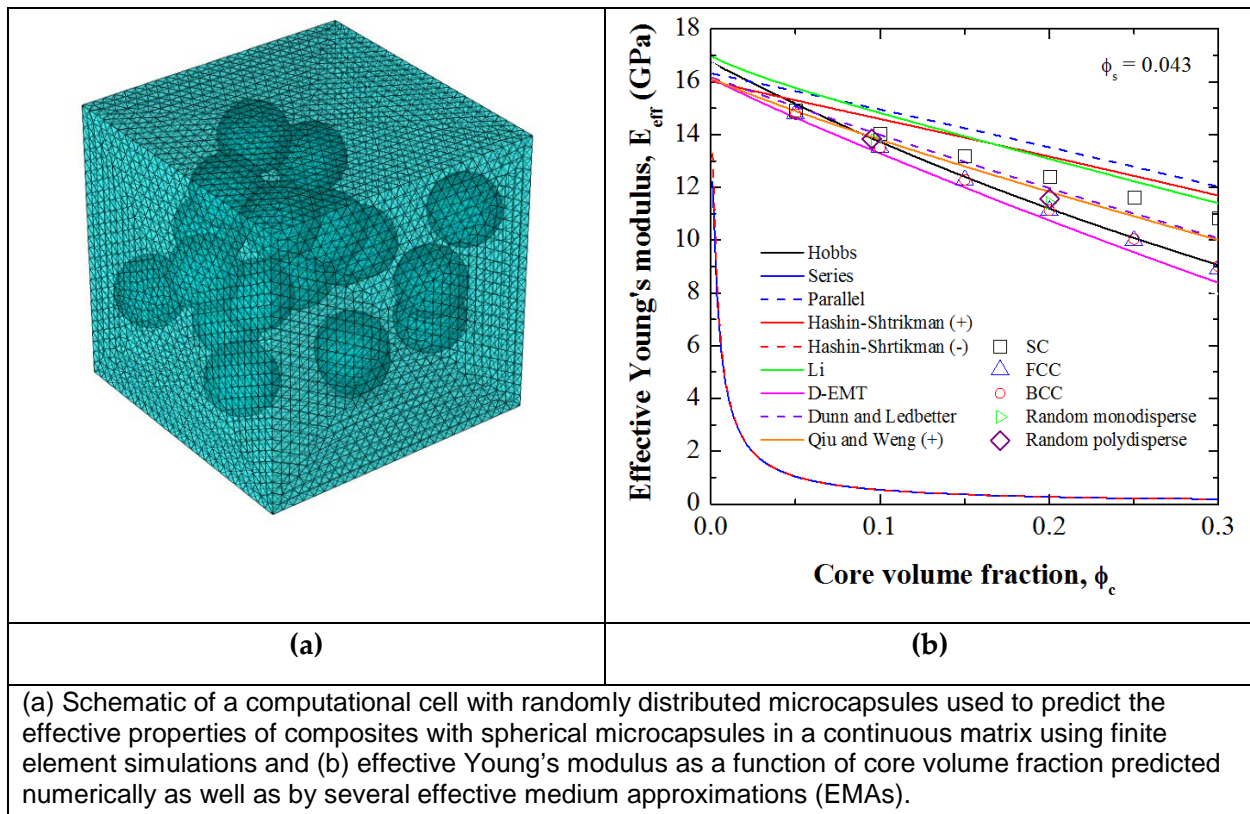 18
16
14
12
10
8
6
4
2
0
Effective Young's modulus, E_eff (GPa)
ϕ_s = 0.043
Hobbs
Series
Parallel
Hashin-Shtrikman (+)
Hashin-Shrtikman (-)
Li
D-EMT
Dunn and Ledbetter
Qiu and Weng (+)
SC
FCC
BCC
Random monodisperse
Random polydisperse
0.0 0.1 0.2 0.3
Core volume fraction, ϕ_c
(a) (b)
(a) Schematic of a computational cell with randomly distributed microcapsules used to predict the
effective properties of composites with spherical microcapsules in a continuous matrix using finite
element simulations and (b) effective Young’s modulus as a function of core volume fraction predicted
numerically as well as by several effective medium approximations (EMAs).